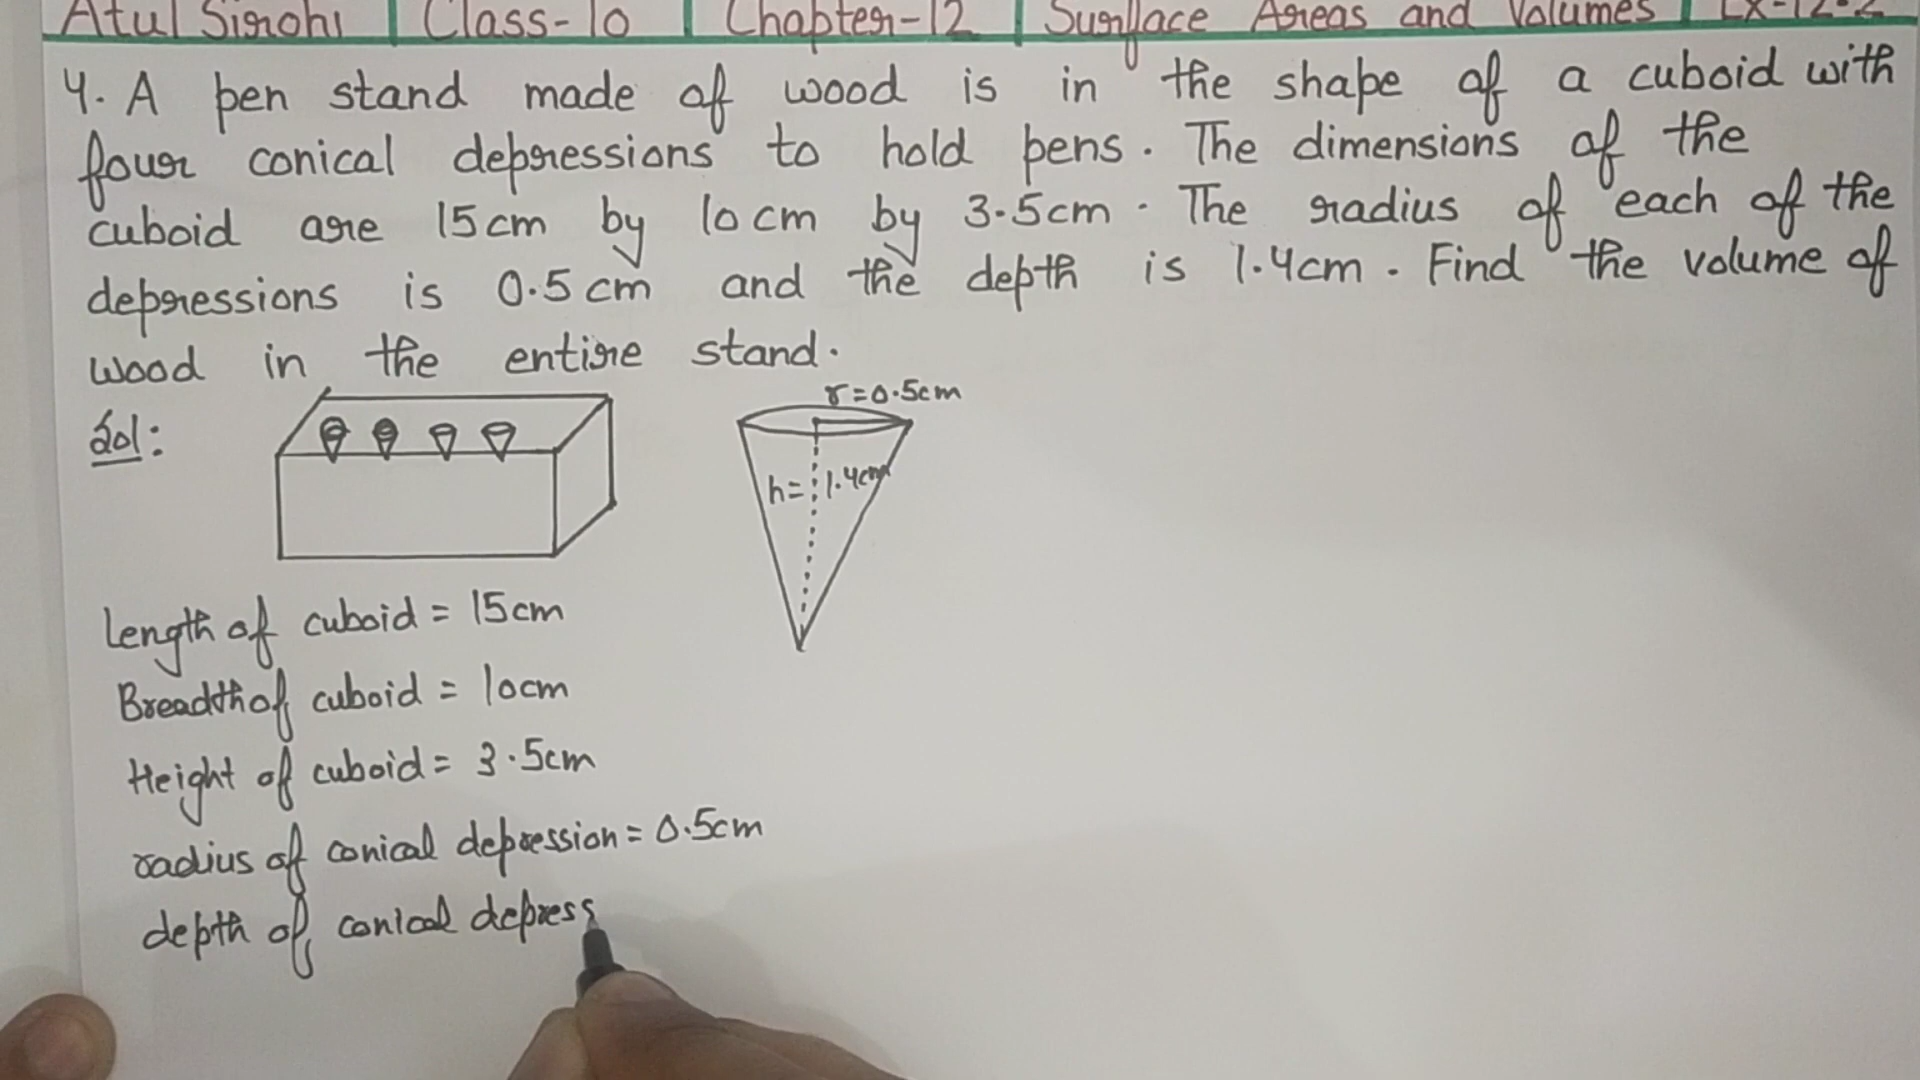 Atul Sirohi | Class-10 | Chapter-12 | Surface Areas and Volumes | Ex-12.2
4. A pen stand made of wood is in the shape of a cuboid with
four conical depressions to hold pens. The dimensions of the
cuboid are 15cm by 10cm by 3.5cm. The radius of each of the
depressions is 0.5cm and the depth is 1.4cm. Find the volume of
wood in the entire stand.
Sol:
r=0.5cm
h= 1.4cm
Length of cuboid = 15cm
Breadth of cuboid = 10cm
Height of cuboid = 3.5cm
radius of conical depression = 0.5cm
depth of conical depress